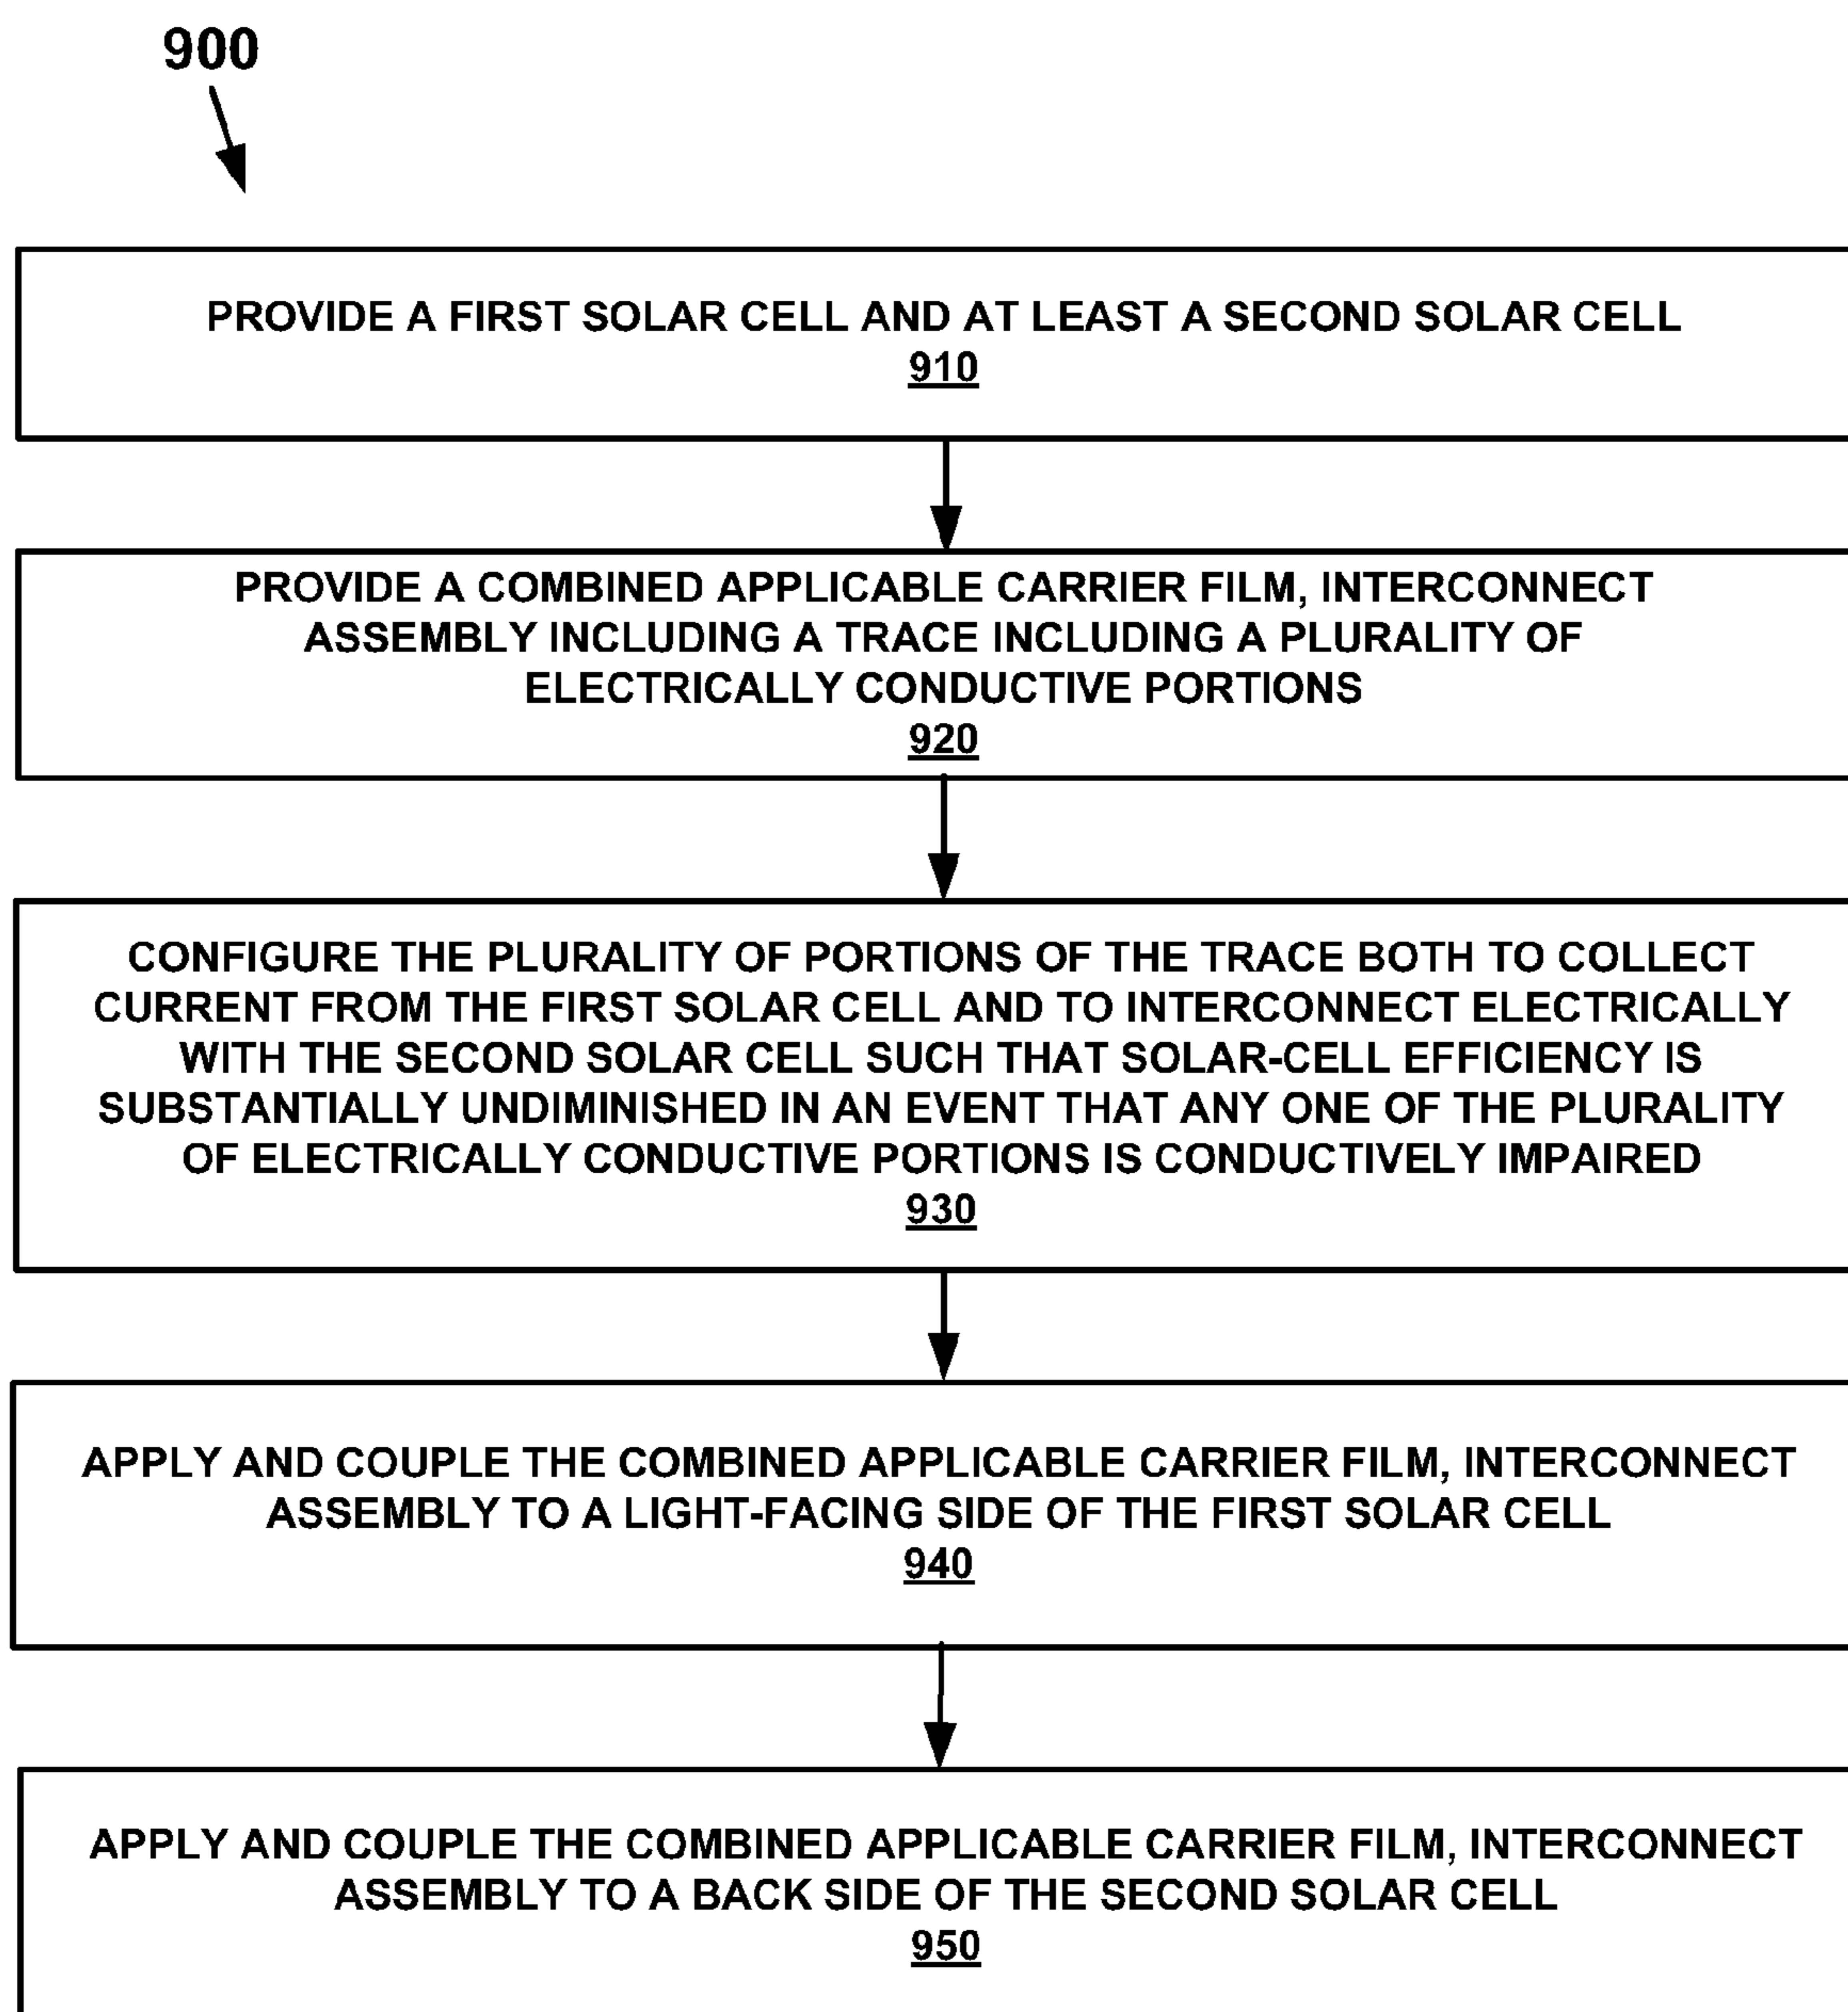 900
PROVIDE A FIRST SOLAR CELL AND AT LEAST A SECOND SOLAR CELL
910
PROVIDE A COMBINED APPLICABLE CARRIER FILM, INTERCONNECT
ASSEMBLY INCLUDING A TRACE INCLUDING A PLURALITY OF
ELECTRICALLY CONDUCTIVE PORTIONS
920
CONFIGURE THE PLURALITY OF PORTIONS OF THE TRACE BOTH TO COLLECT
CURRENT FROM THE FIRST SOLAR CELL AND TO INTERCONNECT ELECTRICALLY
WITH THE SECOND SOLAR CELL SUCH THAT SOLAR-CELL EFFICIENCY IS
SUBSTANTIALLY UNDIMINISHED IN AN EVENT THAT ANY ONE OF THE PLURALITY
OF ELECTRICALLY CONDUCTIVE PORTIONS IS CONDUCTIVELY IMPAIRED
930
APPLY AND COUPLE THE COMBINED APPLICABLE CARRIER FILM, INTERCONNECT
ASSEMBLY TO A LIGHT-FACING SIDE OF THE FIRST SOLAR CELL
940
APPLY AND COUPLE THE COMBINED APPLICABLE CARRIER FILM, INTERCONNECT
ASSEMBLY TO A BACK SIDE OF THE SECOND SOLAR CELL
950